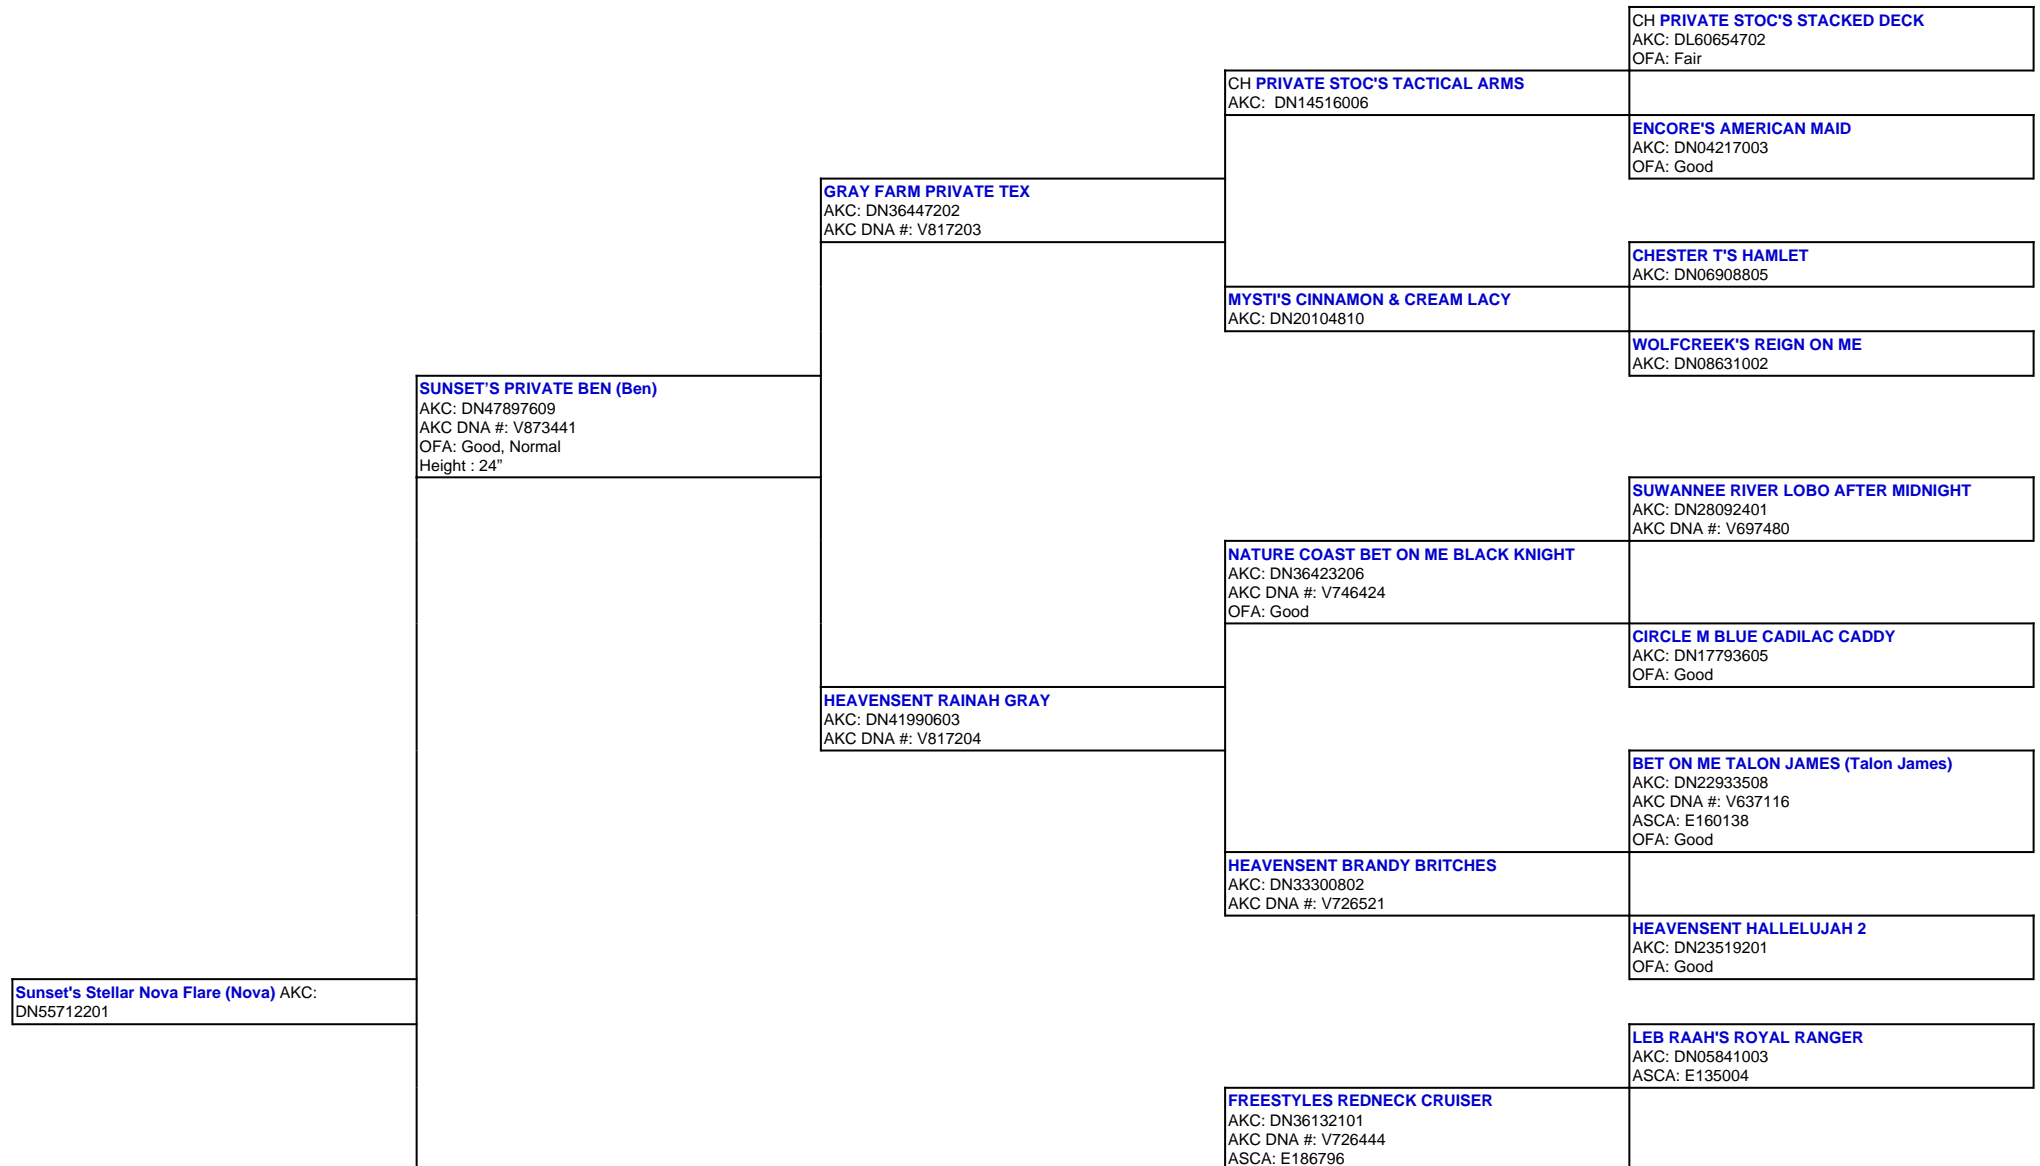 CH PRIVATE STOC'S STACKED DECK
AKC: DL60654702
OFA: Fair
CH PRIVATE STOC'S TACTICAL ARMS
AKC:  DN14516006
ENCORE'S AMERICAN MAID
AKC: DN04217003
OFA: Good
GRAY FARM PRIVATE TEX
AKC: DN36447202
AKC DNA #: V817203
CHESTER T'S HAMLET
AKC: DN06908805
MYSTI'S CINNAMON & CREAM LACY
AKC: DN20104810
WOLFCREEK'S REIGN ON ME
AKC: DN08631002
SUNSET’S PRIVATE BEN (Ben)
AKC: DN47897609
AKC DNA #: V873441
OFA: Good, Normal
Height : 24”
SUWANNEE RIVER LOBO AFTER MIDNIGHT
AKC: DN28092401
AKC DNA #: V697480
NATURE COAST BET ON ME BLACK KNIGHT
AKC: DN36423206
AKC DNA #: V746424
OFA: Good
CIRCLE M BLUE CADILAC CADDY
AKC: DN17793605
OFA: Good
HEAVENSENT RAINAH GRAY
AKC: DN41990603
AKC DNA #: V817204
BET ON ME TALON JAMES (Talon James)
AKC: DN22933508
AKC DNA #: V637116
ASCA: E160138
OFA: Good
HEAVENSENT BRANDY BRITCHES
AKC: DN33300802
AKC DNA #: V726521
HEAVENSENT HALLELUJAH 2
AKC: DN23519201
OFA: Good
Sunset's Stellar Nova Flare (Nova) AKC:
DN55712201
LEB RAAH'S ROYAL RANGER
AKC: DN05841003
ASCA: E135004
FREESTYLES REDNECK CRUISER
AKC: DN36132101
AKC DNA #: V726444
ASCA: E186796